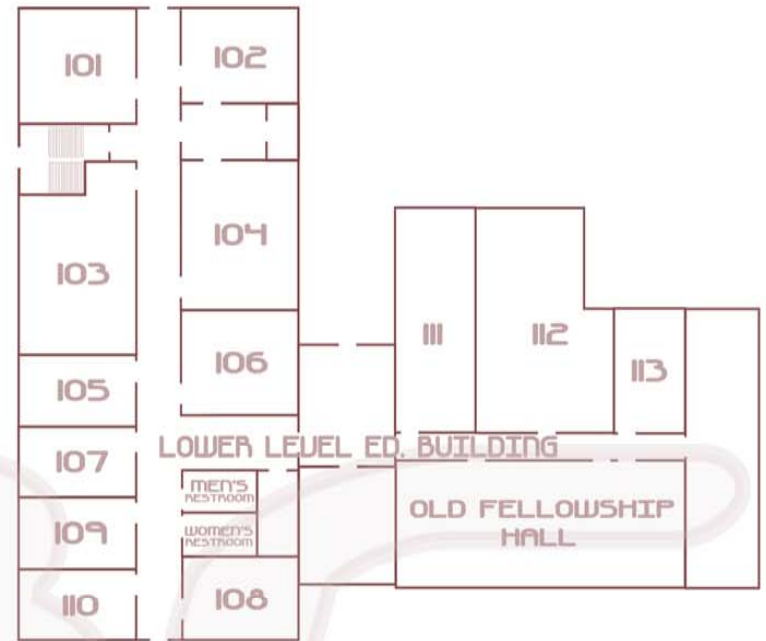 101
102
103
104
105
106
111
112
113
LOWER LEVEL ED. BUILDING
107
MEN'S
RESTROOM
WOMEN'S
RESTROOM
109
OLD FELLOWSHIP
HALL
110
108